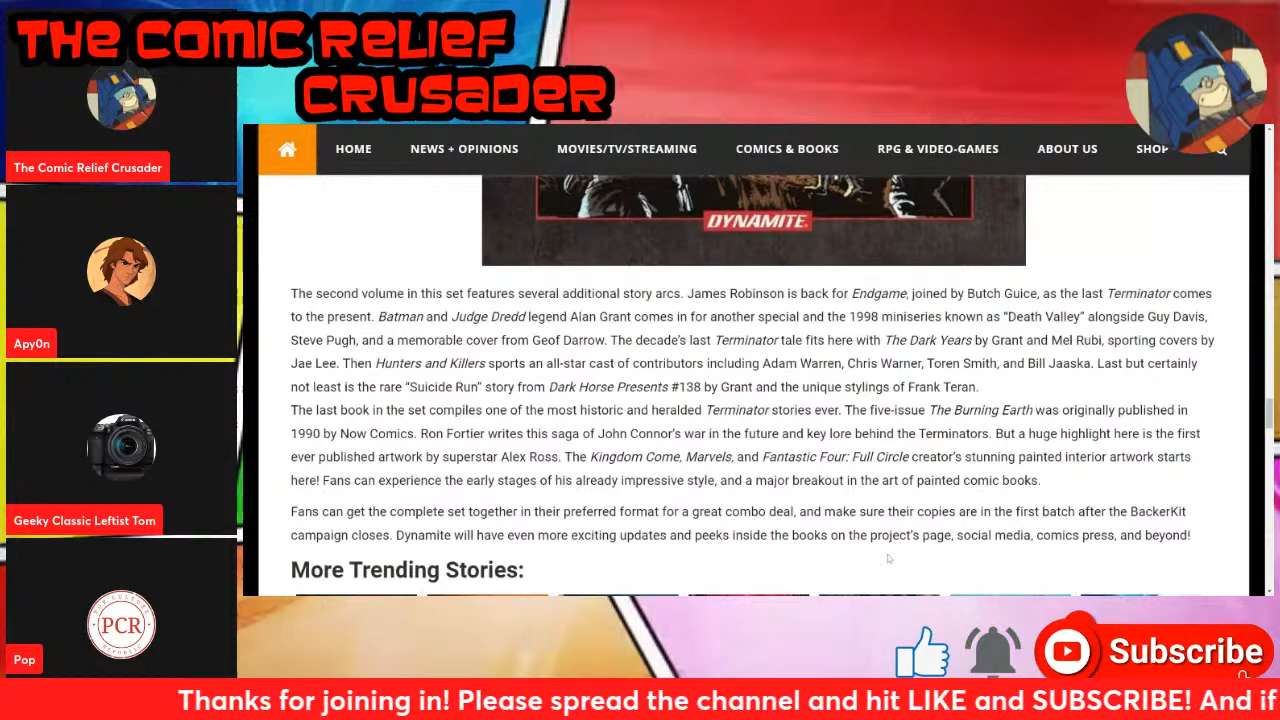 THE COMIC RELIEF
CRUSADER
The Comic Relief Crusader
Apy0n
Geeky Classic Leftist Tom
POP CULTURE
PCR
REPUBLIC
Pop
HOME NEWS + OPINIONS MOVIES/TV/STREAMING COMICS & BOOKS RPG & VIDEO-GAMES ABOUT US SHOP
DYNAMITE.
The second volume in this set features several additional story arcs. James Robinson is back for Endgame, joined by Butch Guice, as the last Terminator comes
to the present. Batman and Judge Dredd legend Alan Grant comes in for another special and the 1998 miniseries known as “Death Valley” alongside Guy Davis,
Steve Pugh, and a memorable cover from Geof Darrow. The decade's last Terminator tale fits here with The Dark Years by Grant and Mel Rubi, sporting covers by
Jae Lee. Then Hunters and Killers sports an all-star cast of contributors including Adam Warren, Chris Warner, Toren Smith, and Bill Jaaska. Last but certainly
not least is the rare “Suicide Run” story from Dark Horse Presents #138 by Grant and the unique stylings of Frank Teran.
The last book in the set compiles one of the most historic and heralded Terminator stories ever. The five-issue The Burning Earth was originally published in
1990 by Now Comics. Ron Fortier writes this saga of John Connor's war in the future and key lore behind the Terminators. But a huge highlight here is the first
ever published artwork by superstar Alex Ross. The Kingdom Come, Marvels, and Fantastic Four: Full Circle creator's stunning painted interior artwork starts
here! Fans can experience the early stages of his already impressive style, and a major breakout in the art of painted comic books.
Fans can get the complete set together in their preferred format for a great combo deal, and make sure their copies are in the first batch after the BackerKit
campaign closes. Dynamite will have even more exciting updates and peeks inside the books on the project's page, social media, comics press, and beyond!
More Trending Stories:
Subscribe
Thanks for joining in! Please spread the channel and hit LIKE and SUBSCRIBE! And if